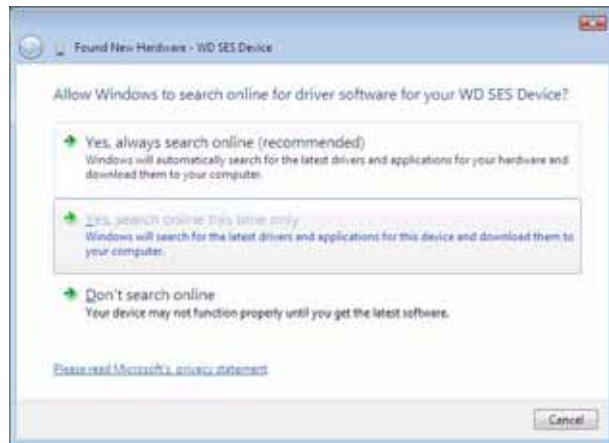 Found New Hardware - WD SES Device
Allow Windows to search online for driver software for your WD SES Device?
Yes, always search online (recommended)
Windows will automatically search for the latest drivers and applications for your hardware and
download them to your computer.
Yes, search online this time only
Windows will search for the latest drivers and applications for this device and download them to
your computer.
Don't search online
Your device may not function properly until you get the latest software.
Please read Microsoft's privacy statement
Cancel